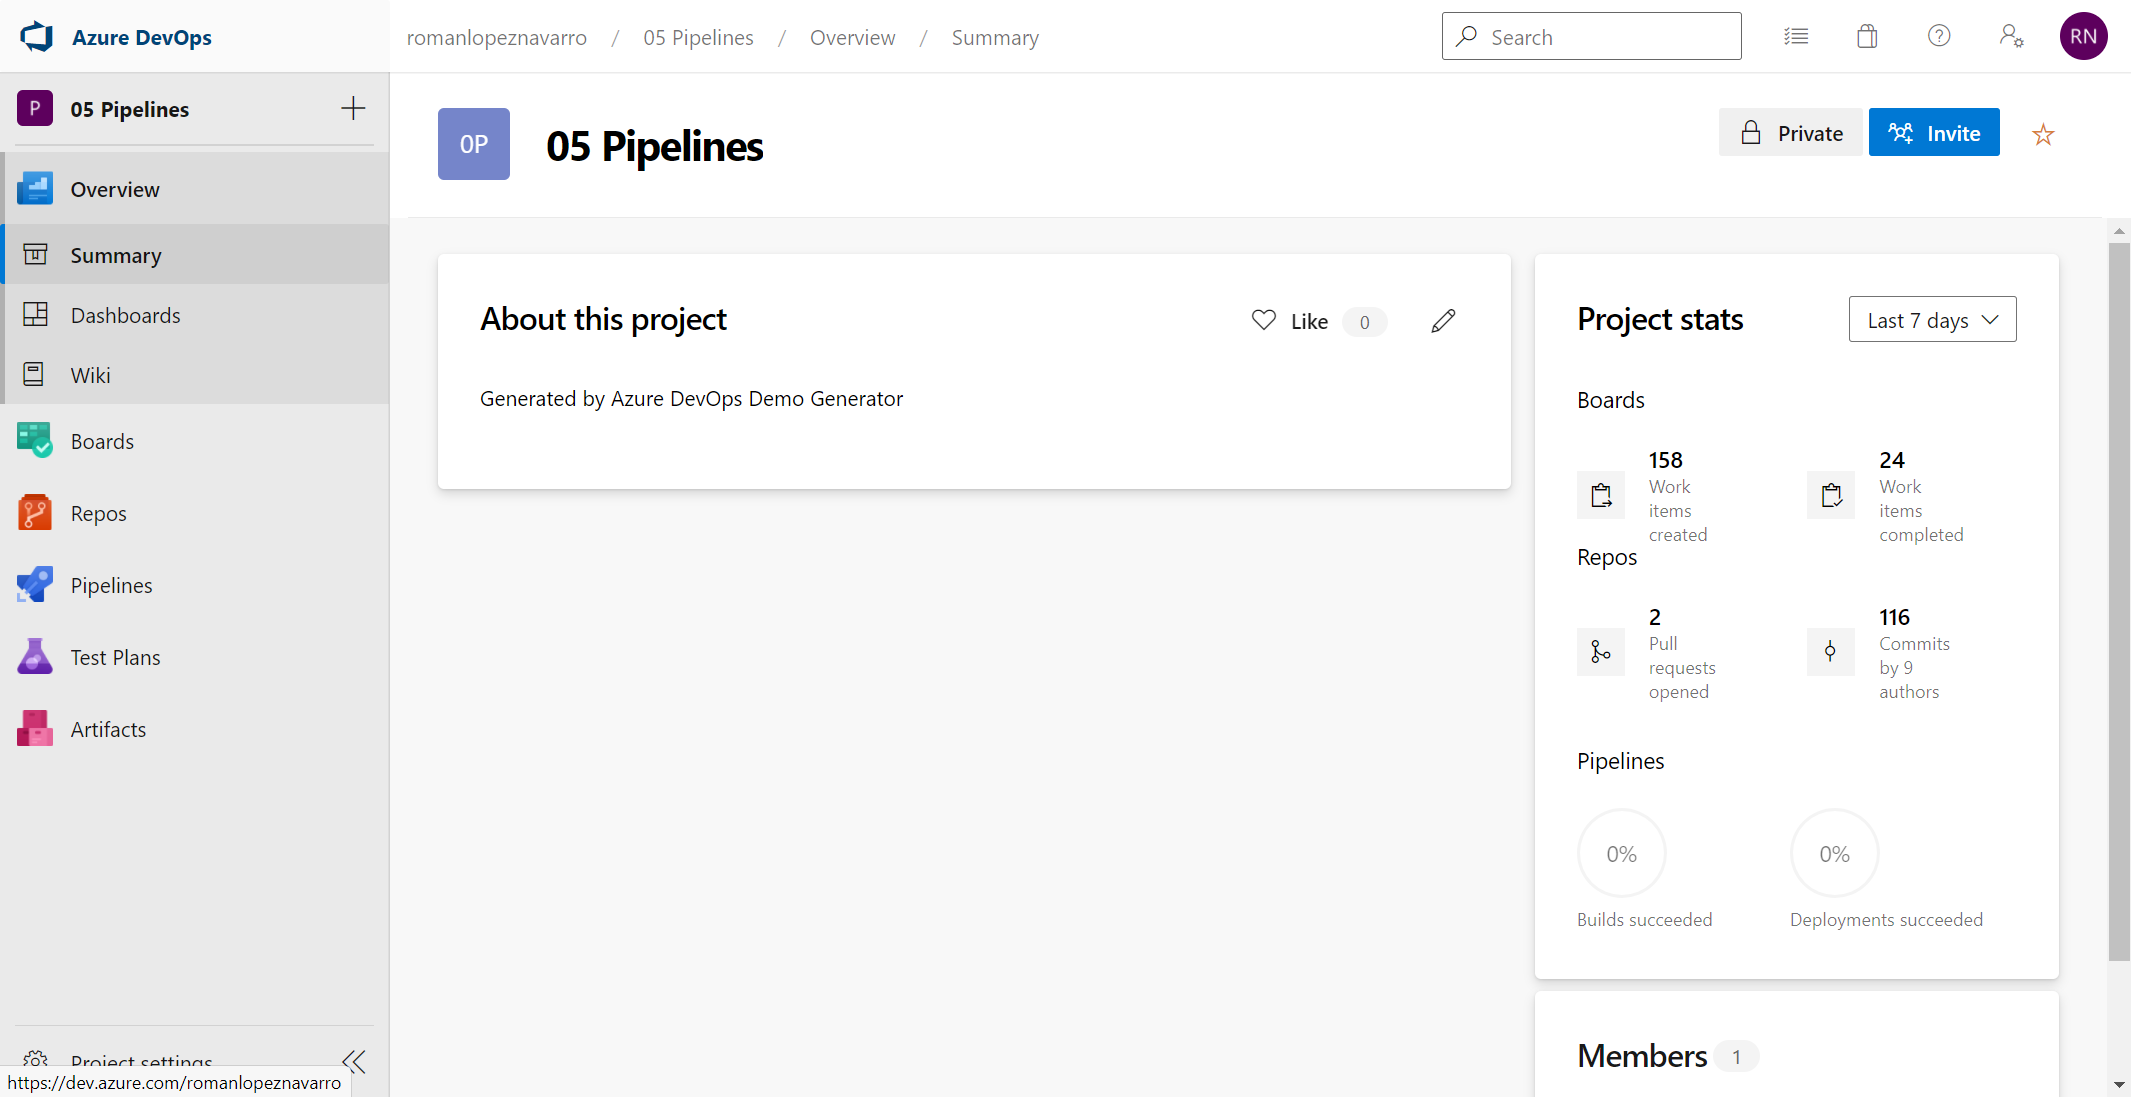 Azure DevOps
romanlopeznavarro / 05 Pipelines / Overview / Summary
Search
RN
P 05 Pipelines
Overview
Summary
Dashboards
Wiki
Boards
Repos
Pipelines
Test Plans
Artifacts
Project settings
https://dev.azure.com/romanlopeznavarro
0P 05 Pipelines
Private
Invite
About this project
Like 0
Generated by Azure DevOps Demo Generator
Project stats
Last 7 days
Boards
158
Work
items
created
24
Work
items
completed
Repos
2
Pull
requests
opened
116
Commits
by 9
authors
Pipelines
0%
Builds succeeded
0%
Deployments succeeded
Members 1